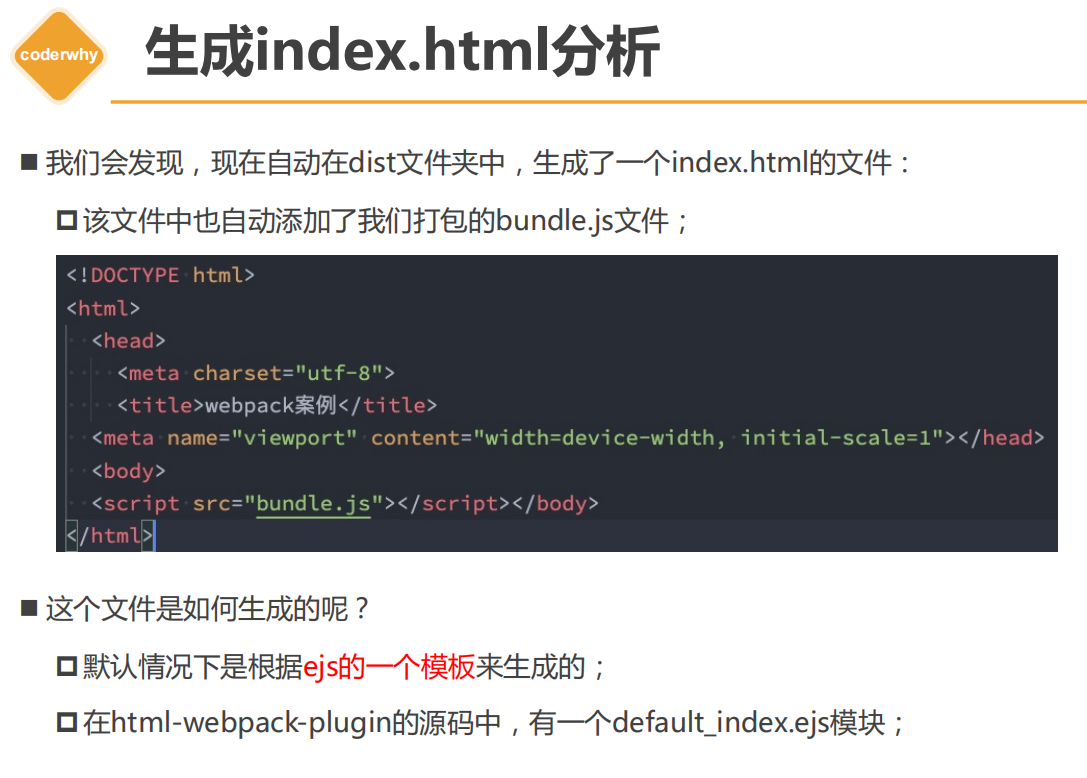 coderwhy
生成index.html分析
我们会发现，现在自动在dist文件夹中，生成了一个index.html的文件：
该文件中也自动添加了我们打包的bundle.js文件；
<!DOCTYPE html>
<html>
<head>
<meta charset="utf-8">
<title>webpack案例</title>
<meta name="viewport" content="width=device-width, initial-scale=1"></head>
<body>
<script src="bundle.js"></script></body>
</html>
这个文件是如何生成的呢？
默认情况下是根据ejs的一个模板来生成的；
在html-webpack-plugin的源码中，有一个default_index.ejs模块；